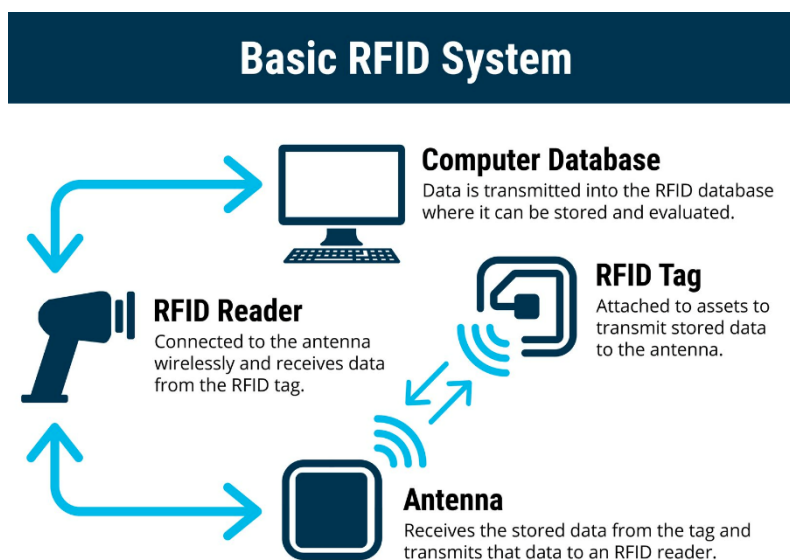 Basic RFID System
Computer Database
Data is transmitted into the RFID database
where it can be stored and evaluated.
RFID Tag
Attached to assets to
transmit stored data
to the antenna.
RFID Reader
Connected to the antenna
wirelessly and receives data
from the RFID tag.
Antenna
Receives the stored data from the tag and
transmits that data to an RFID reader.